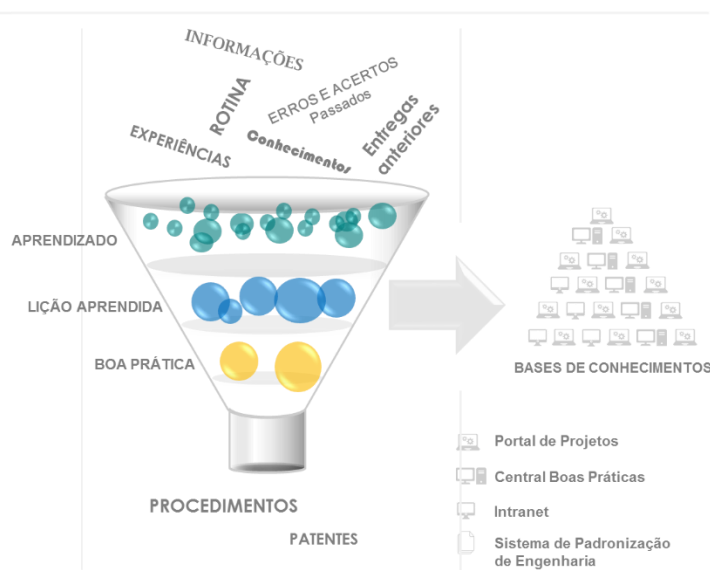 INFORMAÇÕES
ROTINA
ERROS E ACERTOS
Passados
EXPERIÊNCIAS
Conhecimentos
Entregas
anteriores
APRENDIZADO
LIÇÃO APRENDIDA
BOA PRÁTICA
PROCEDIMENTOS
PATENTES
BASES DE CONHECIMENTOS
Portal de Projetos
Central Boas Práticas
Intranet
Sistema de Padronização
de Engenharia